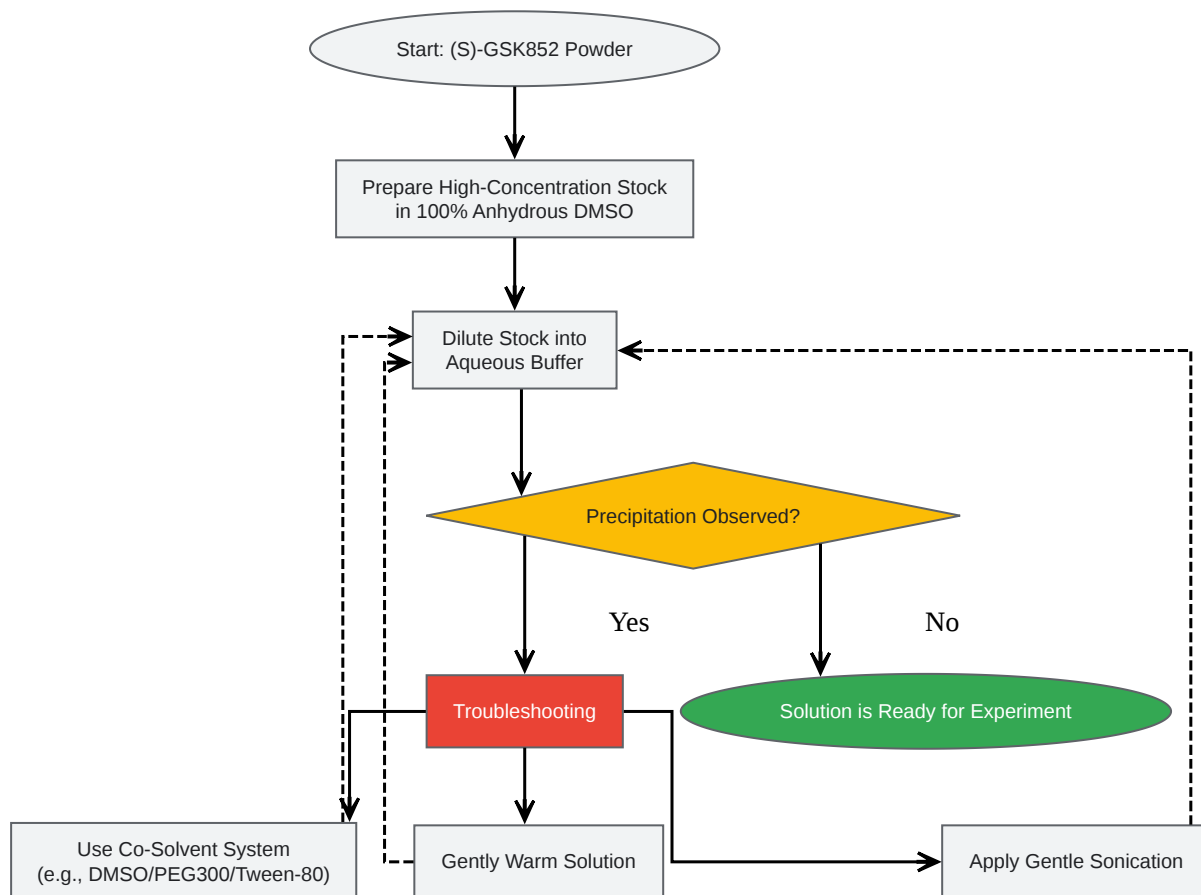 Start: (S)-GSK852 Powder
Prepare High-Concentration Stock
in 100% Anhydrous DMSO
Dilute Stock into
Aqueous Buffer
Precipitation Observed?
Yes
No
Troubleshooting
Solution is Ready for Experiment
Use Co-Solvent System
(e.g., DMSO/PEG300/Tween-80)
Gently Warm Solution
Apply Gentle Sonication